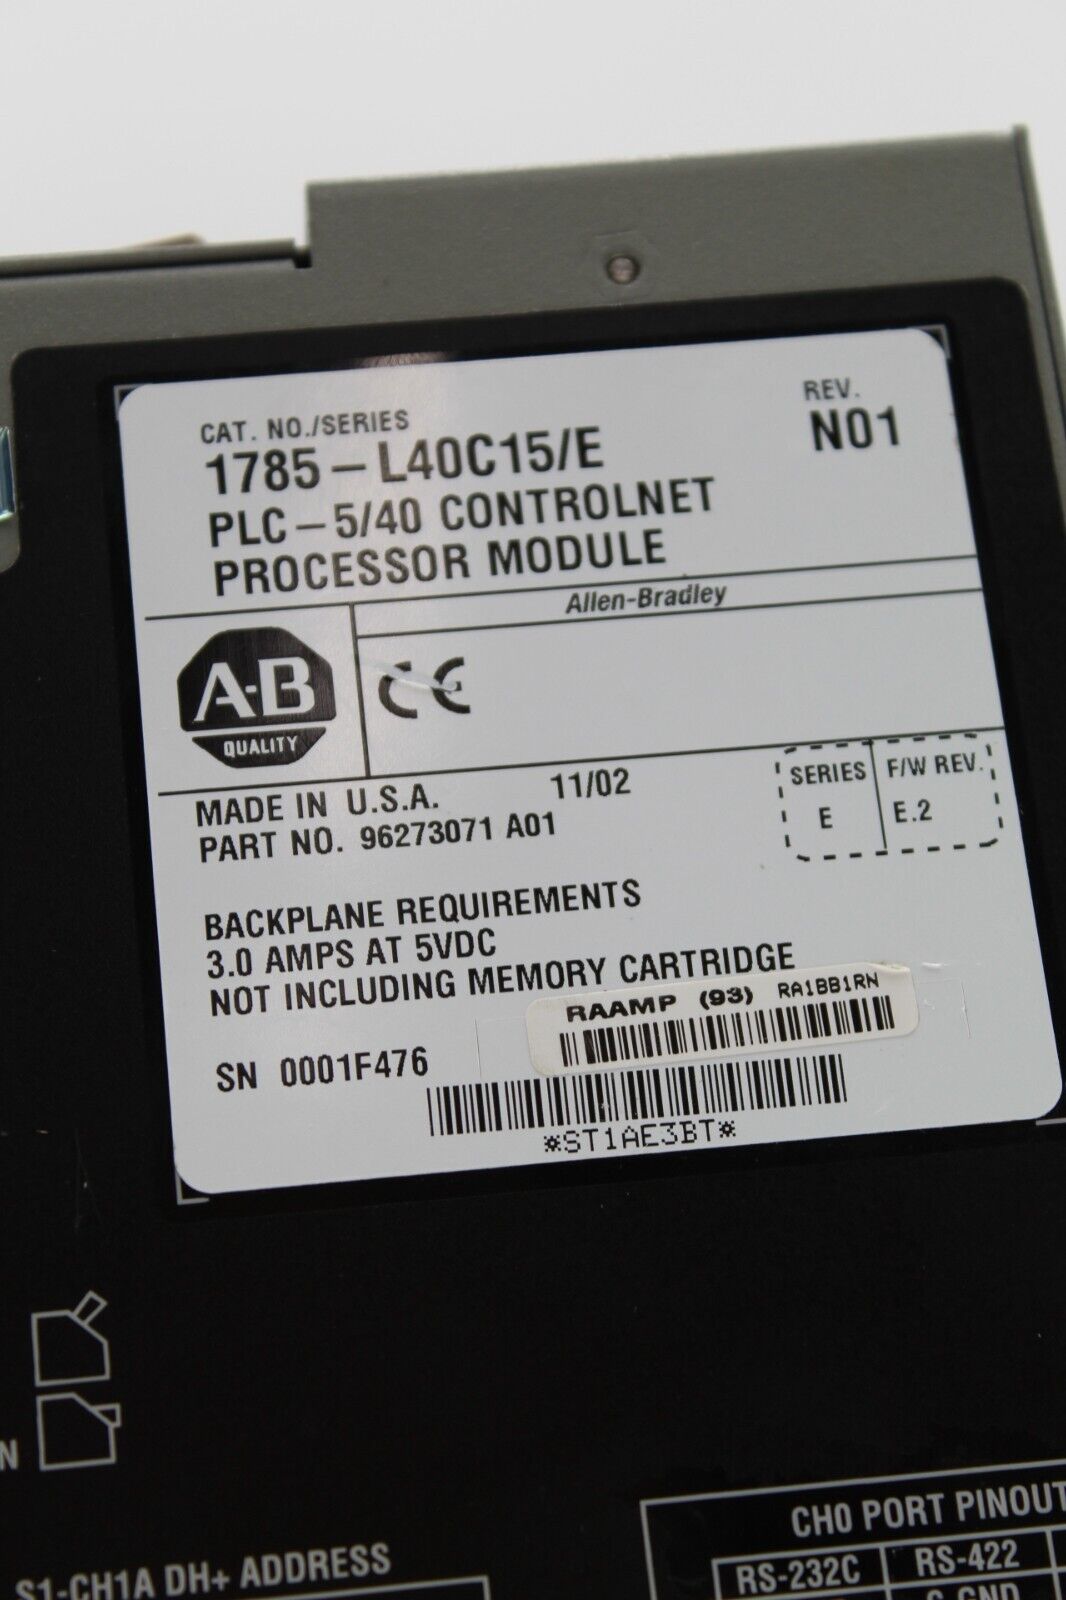 CAT. NO./SERIES
REV.
1785-L40C15/E
N01
PLC-5/40 CONTROLNET
PROCESSOR MODULE
Allen-Bradley
A-B
QUALITY
CE
MADE IN U.S.A. 11/02
PART NO. 96273071 A01
SERIES F/W REV.
E E.2
BACKPLANE REQUIREMENTS
3.0 AMPS AT 5VDC
NOT INCLUDING MEMORY CARTRIDGE
RAAMP (93) RA1BB1RN
SN 0001F476
*ST1AE3BT*
N
CH0 PORT PINOUT
RS-232C RS-422
S1-CH1A DH+ ADDRESS